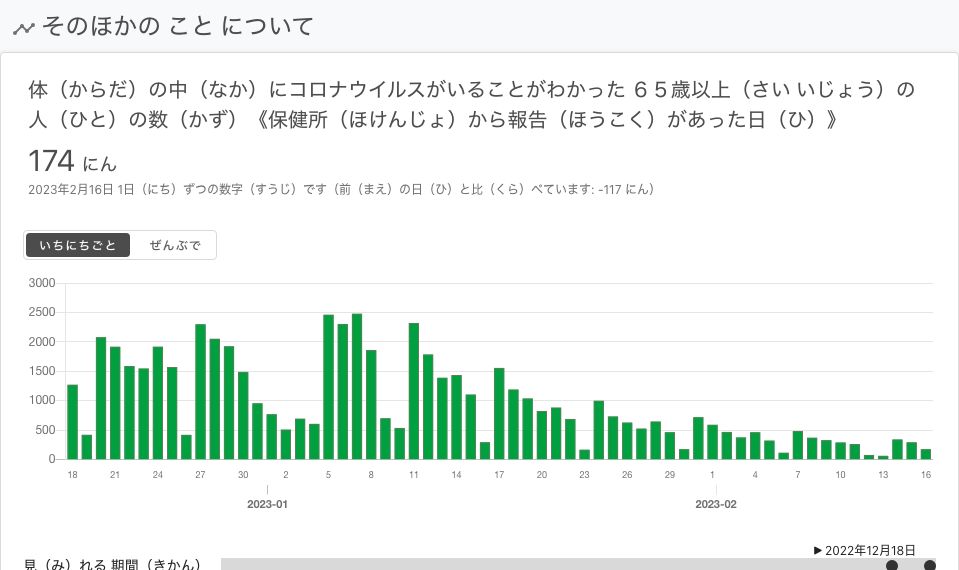 そのほかの こと について
体（からだ）の中（なか）にコロナウイルスがいることがわかった ６５歳以上（さい いじょう）の
人（ひと）の数（かず）《保健所（ほけんじょ）から報告（ほうこく）があった日（ひ）》
174 にん
2023年2月16日 1日（にち）ずつの数字（すうじ）です（前（まえ）の日（ひ）と比（くら）べています: -117 にん）
いちにちごと ぜんぶで
3000
2500
2000
1500
1000
500
0
18 21 24 27 30 2 5 8 11 14 17 20 23 26 29 1 4 7 10 13 16
2023-01 2023-02
▶ 2022年12月18日
見（み）れる 期間（きかん）